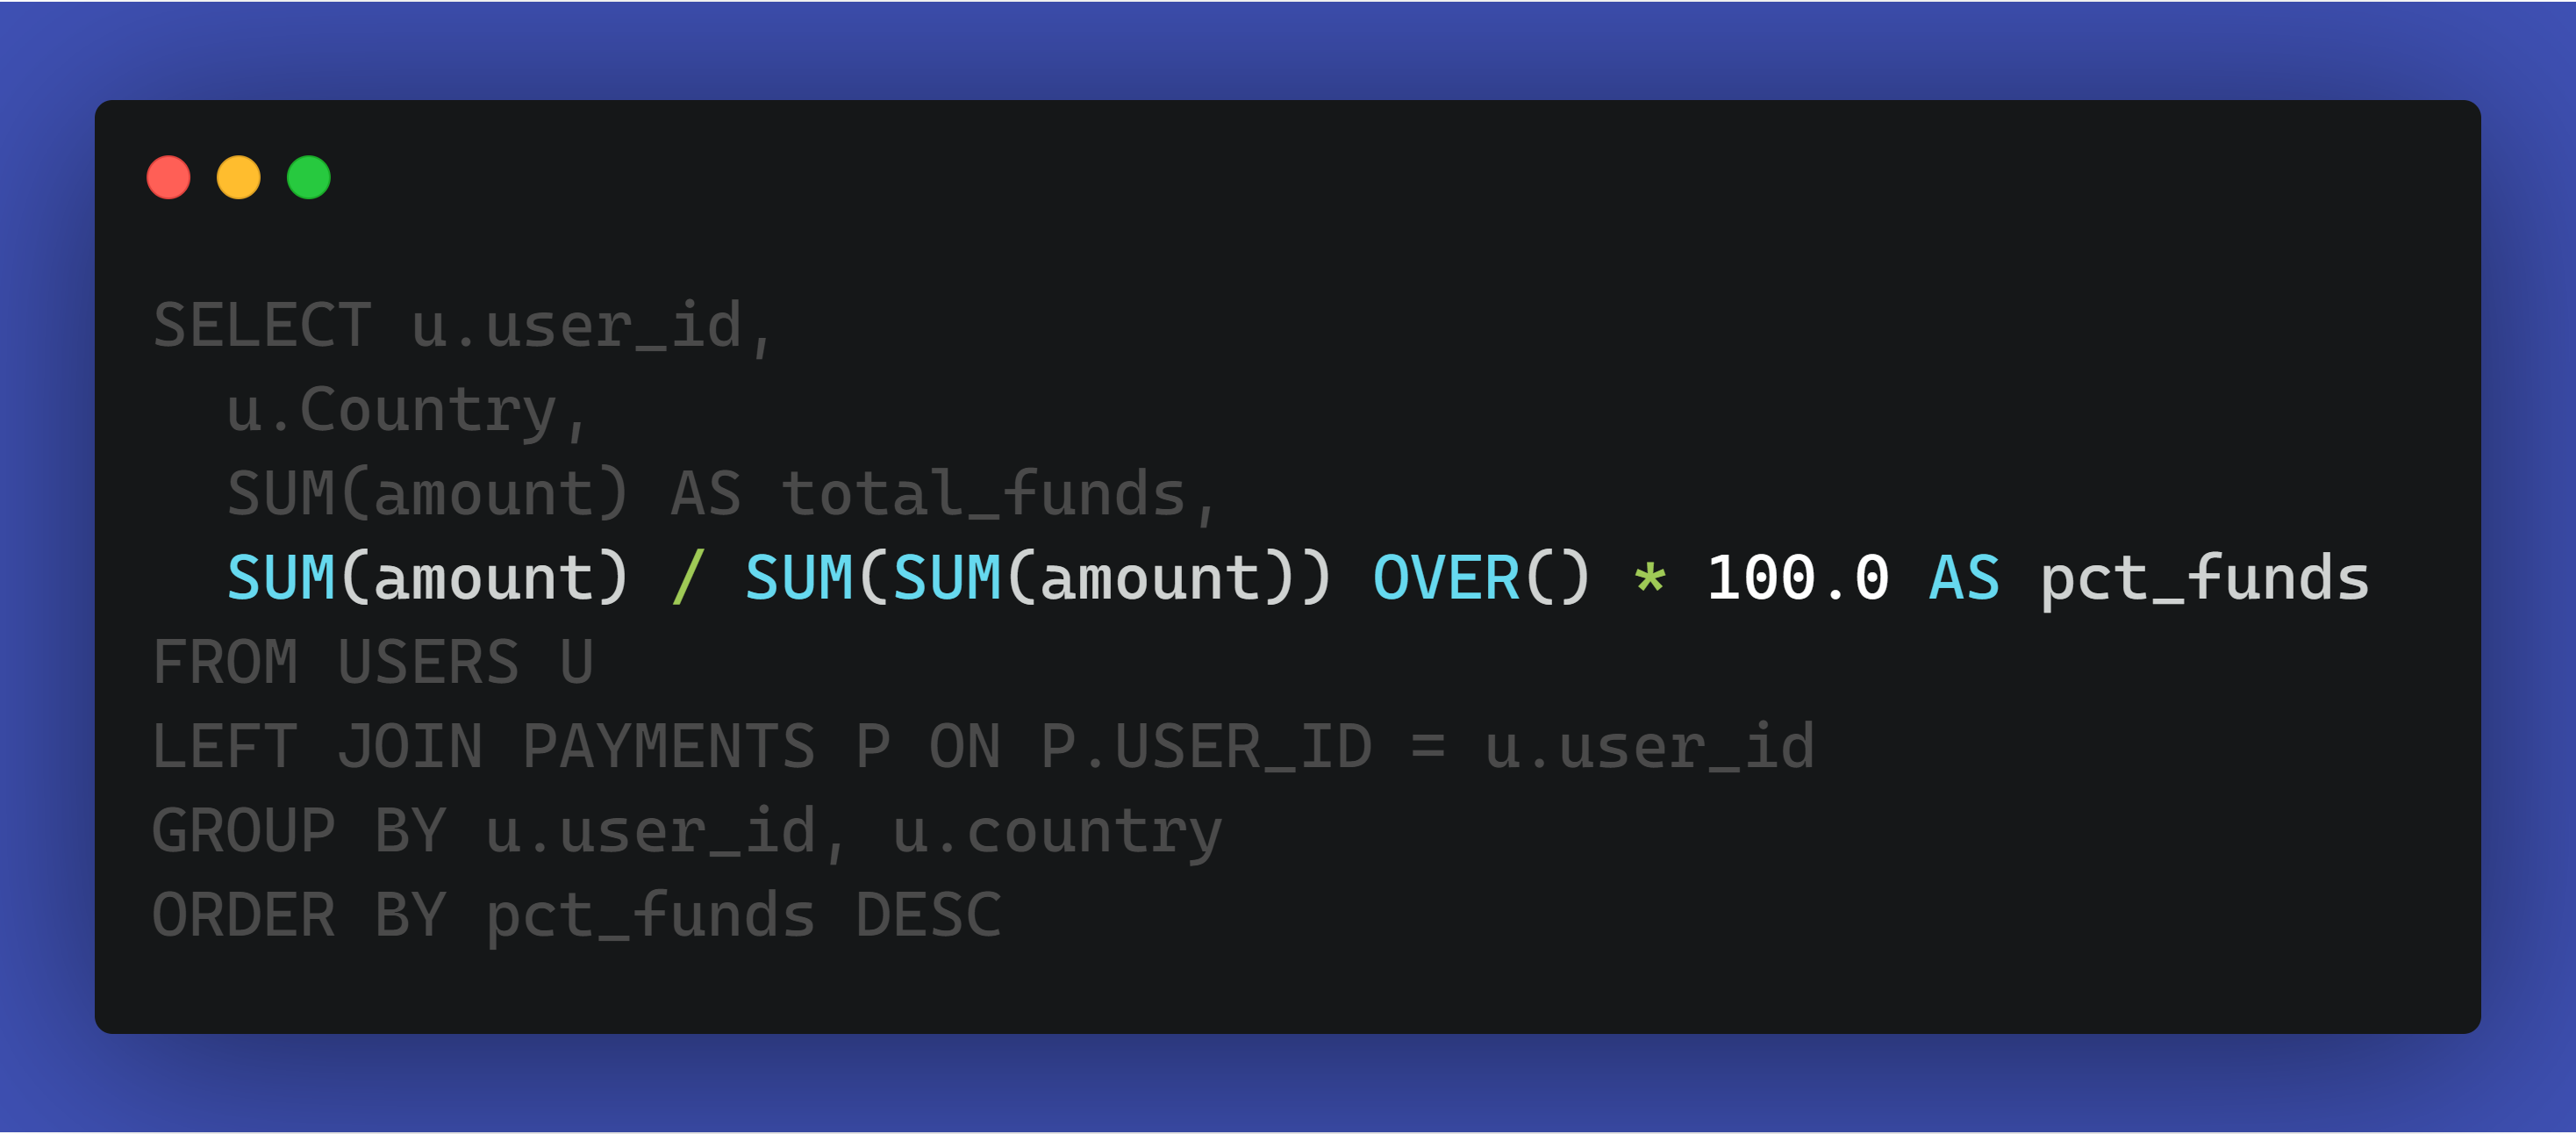 SELECT u.user_id,
  u.Country,
  SUM(amount) AS total_funds,
  SUM(amount) / SUM(SUM(amount)) OVER() * 100.0 AS pct_funds
FROM USERS U
LEFT JOIN PAYMENTS P ON P.USER_ID = u.user_id
GROUP BY u.user_id, u.country
ORDER BY pct_funds DESC